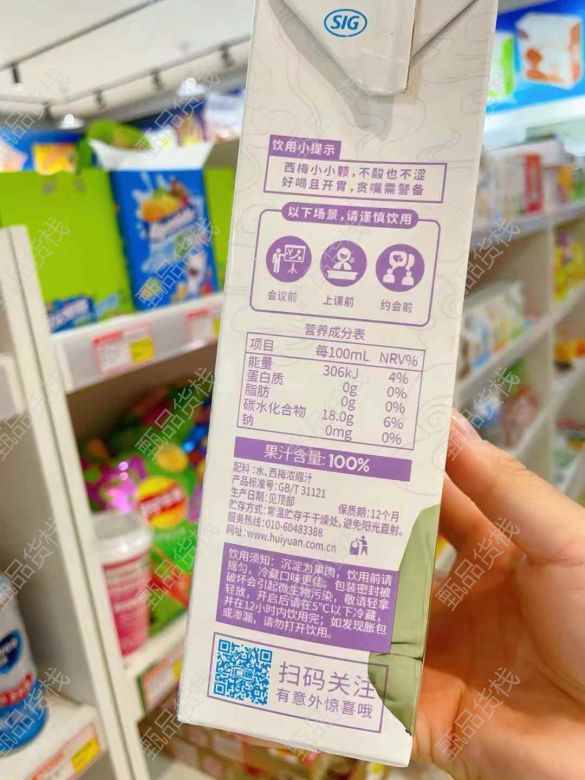 SIG
饮用小提示
西梅小小颗，不酸也不涩
好喝且开胃，贪嘴需警备
以下场景，请谨慎饮用
会议前 上课前 约会前
营养成分表
项目 每100mL NRV%
能量 306kJ 4%
蛋白质 0g 0%
脂肪 0g 0%
碳水化合物 18.0g 6%
钠 0mg 0%
果汁含量：100%
配料：水、西梅浓缩汁
产品标准号：GB/T 31121
生产日期：见顶部 保质期：12个月
贮存方式：常温贮存于干燥处，避免阳光直射。
服务热线：010-60483388
网址：www.huiyuan.com.cn
饮用须知：沉淀为果肉，饮用前请
摇匀，冷藏口味更佳。包装密封被
破坏会引起微生物污染，敬请轻拿
轻放，开启后请在5℃以下冷藏，
并在12小时内饮用完；如发现胀包
或渗漏，请勿打开饮用。
扫码关注
有意外惊喜哦
甄品货栈